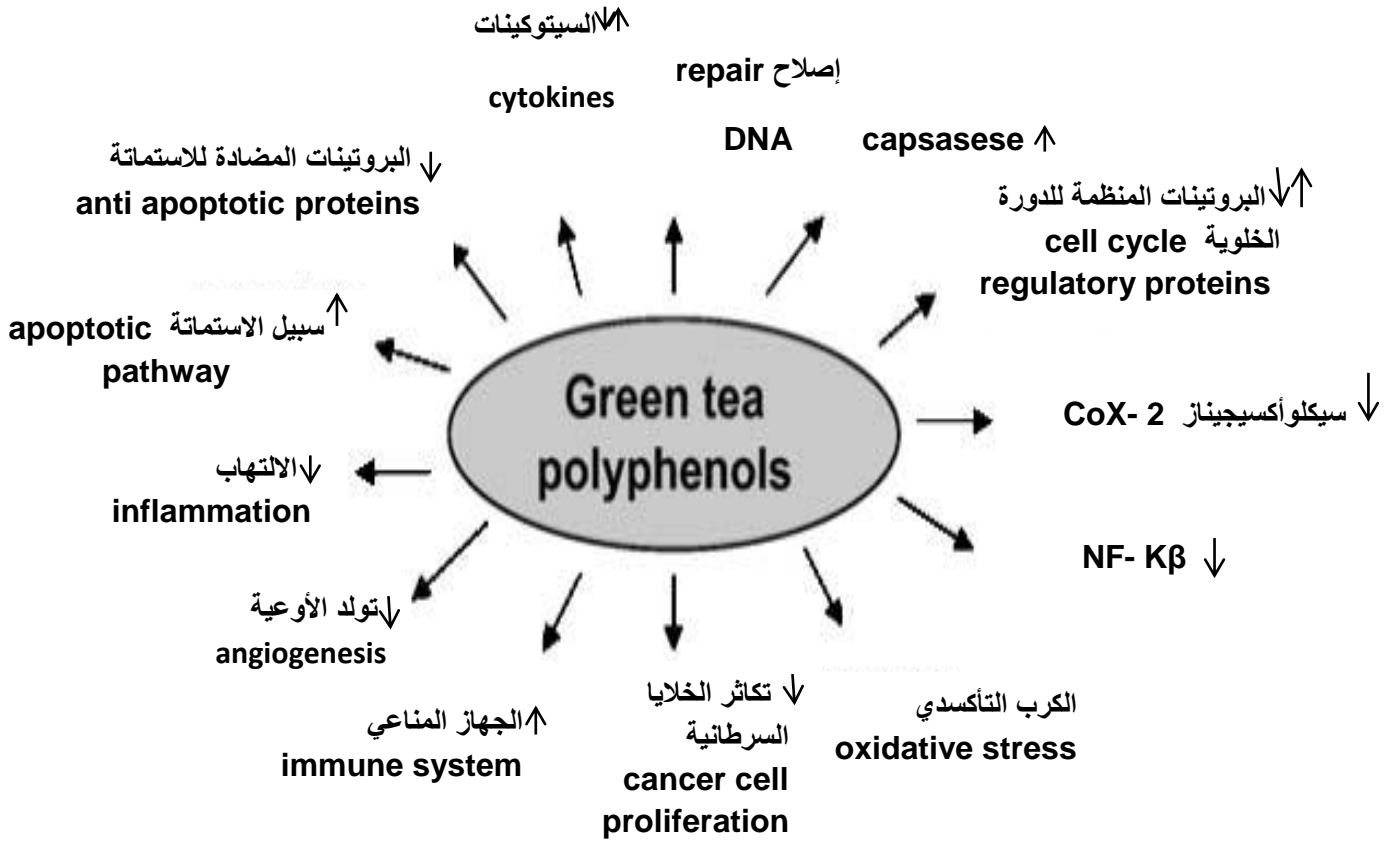 ↓↑السيتوكينات
cytokines
إصلاح repair
DNA
capsasese ↑
↓ البروتينات المضادة للاستماتة
anti apoptotic proteins
↑↓البروتينات المنظمة للدورة
الخلوية cell cycle
regulatory proteins
↑سبيل الاستماتة apoptotic
pathway
Green tea
polyphenols
↓ سيكلوأكسيجيناز CoX- 2
↓الالتهاب
inflammation
NF- Kβ ↓
↓تولد الأوعية
angiogenesis
↑الجهاز المناعي
immune system
↓ تكاثر الخلايا
السرطانية
cancer cell
proliferation
الكرب التأكسدي
oxidative stress